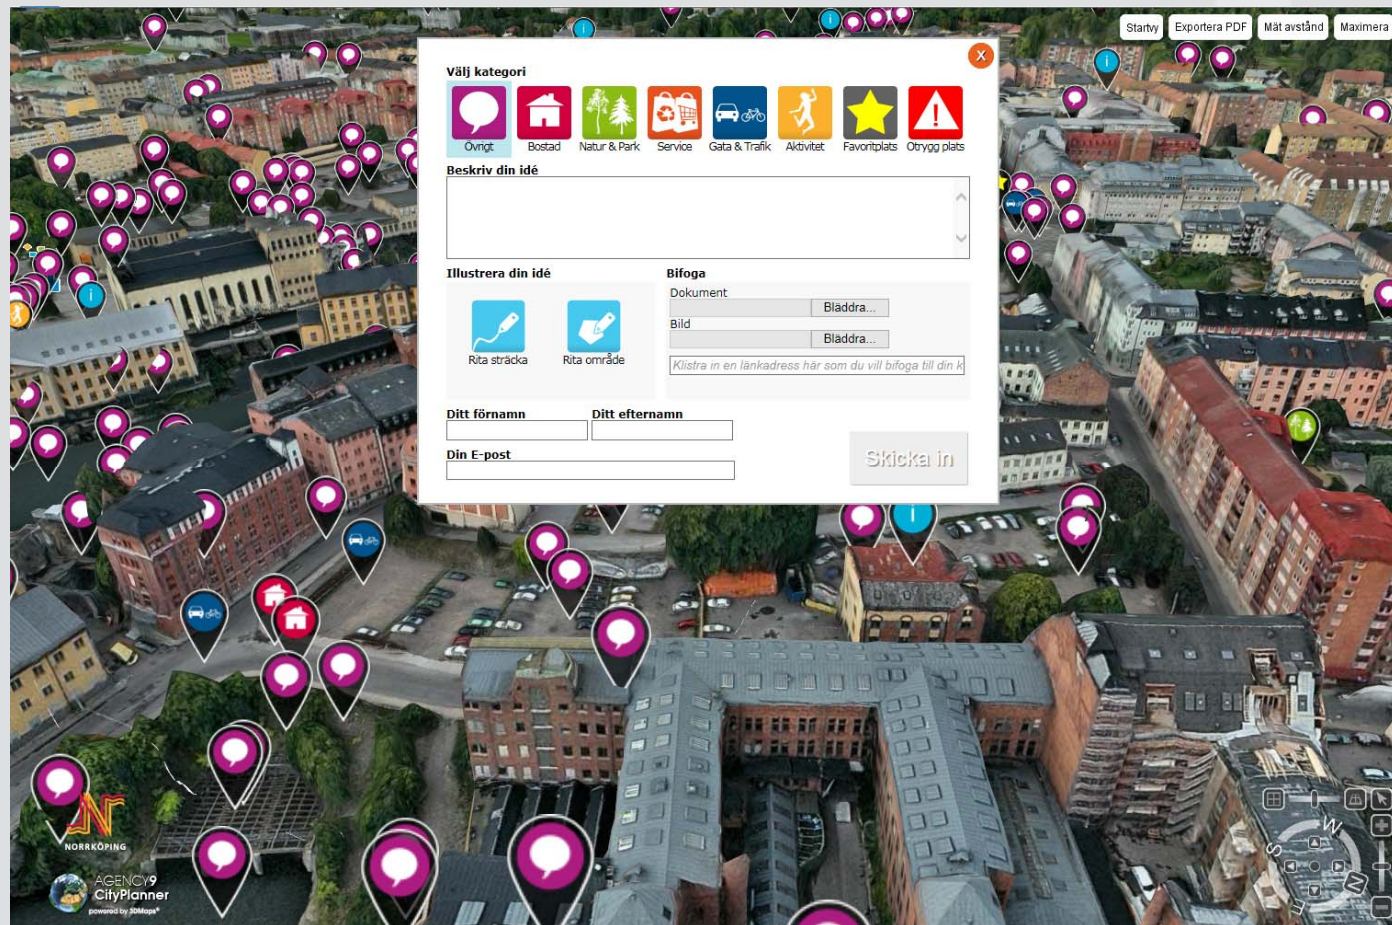 Startvy
Exportera PDF
Mät avstånd
Maximera
X
Välj kategori
Övrigt
Bostad
Natur & Park
Service
Gata & Trafik
Aktivitet
Favoritplats
Otrygg plats
Beskriv din idé
Illustrera din idé
Rita sträcka
Rita område
Bifoga
Dokument
Bläddra...
Bild
Bläddra...
Klistra in en länkadress här som du vill bifoga till din k
Ditt förnamn
Ditt efternamn
Din E-post
Skicka in
NORRKÖPING
AGENCY9
CityPlanner
powered by 3DMaps®
W
S
N
E